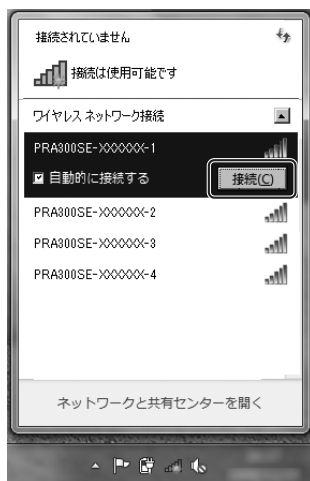 接続されていません
接続は使用可能です
ワイヤレス ネットワーク接続
PRA300SE-XXXXXX-1
自動的に接続する
接続(C)
PRA300SE-XXXXXX-2
PRA300SE-XXXXXX-3
PRA300SE-XXXXXX-4
ネットワークと共有センターを開く